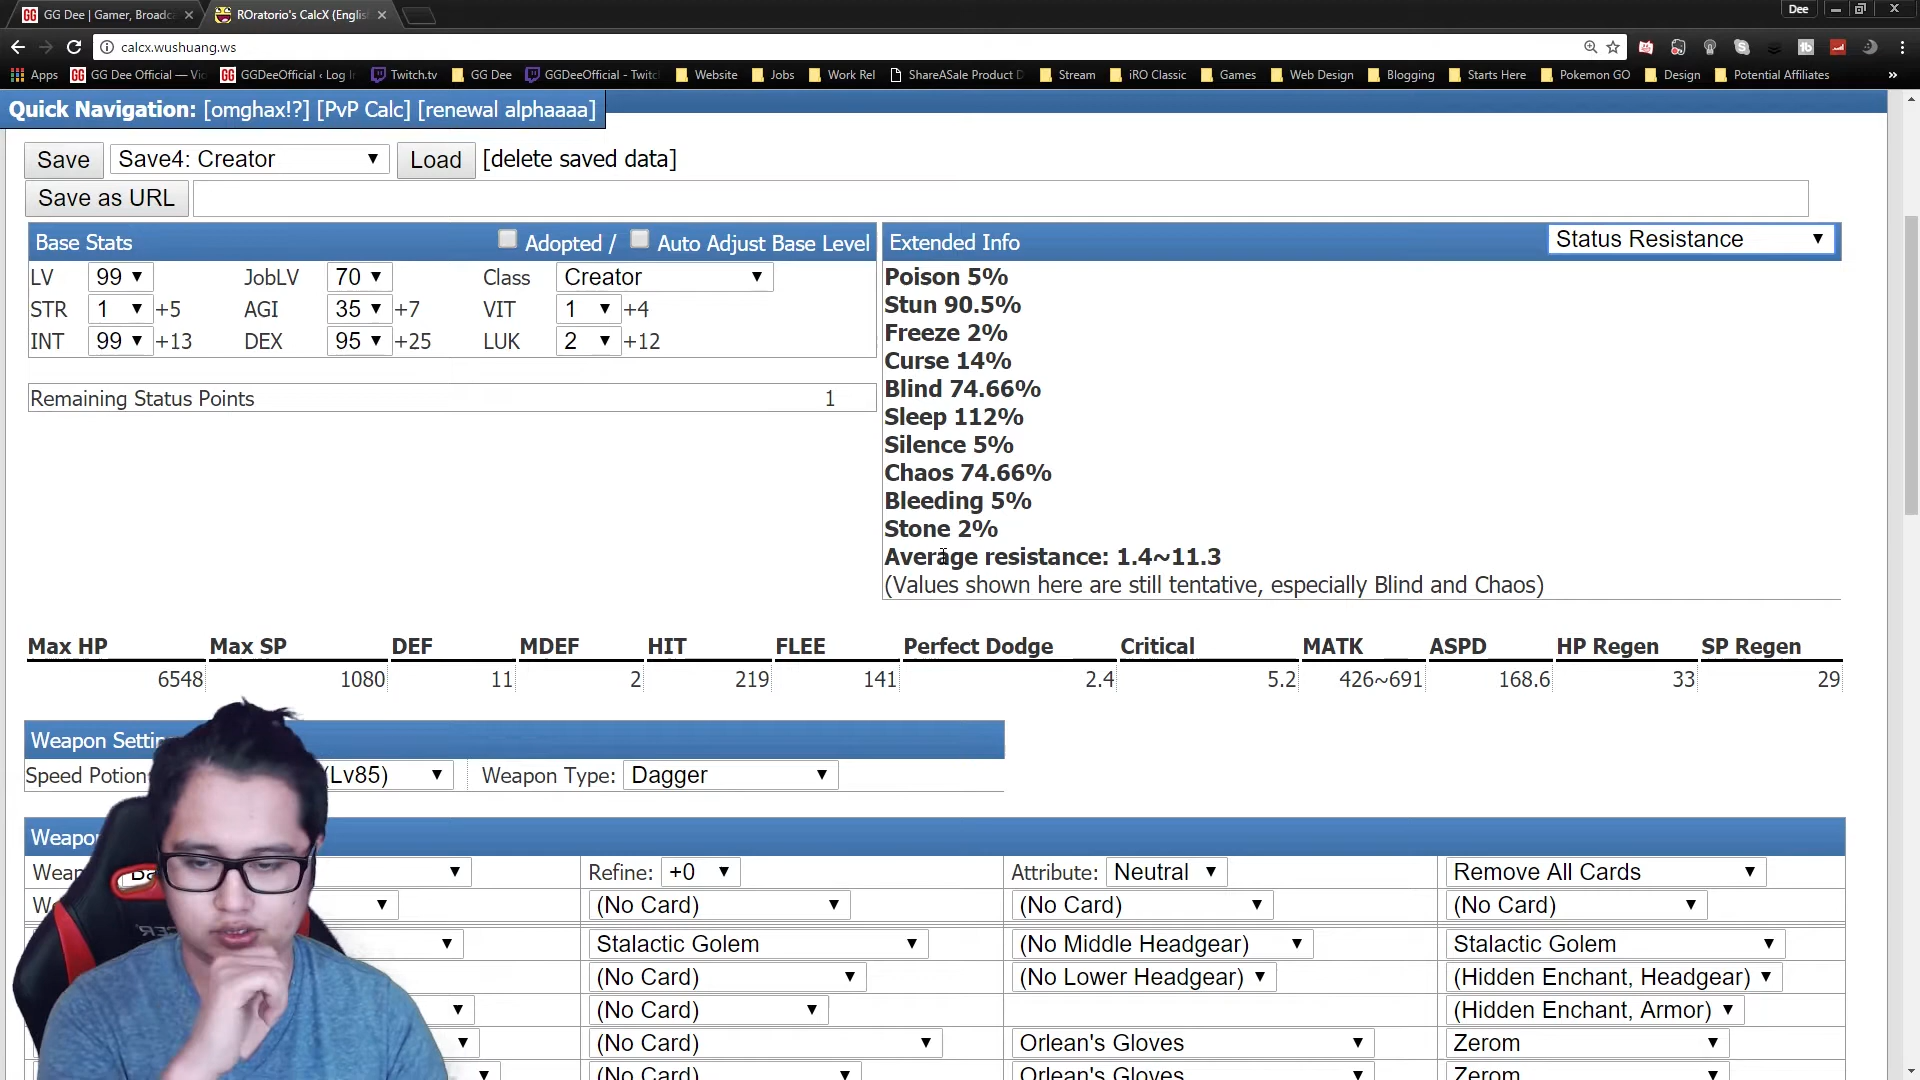 GG Dee | Gamer, Broadc
ROratorio's CalcX (Englis
Dee
calcx.wushuang.ws
Apps
GG Dee Official — Vi
GGDeeOfficial ‹ Log I
Twitch.tv
GG Dee
GGDeeOfficial - Twitc
Website
Jobs
Work Rel
ShareASale Product D
Stream
iRO Classic
Games
Web Design
Blogging
Starts Here
Pokemon GO
Design
Potential Affiliates
»
Quick Navigation: [omghax!?] [PvP Calc] [renewal alphaaaa]
Save
Save4: Creator
Load
[delete saved data]
Save as URL
Base Stats
Adopted /
Auto Adjust Base Level
LV 99
JobLV 70
Class Creator
STR 1 +5
AGI 35 +7
VIT 1 +4
INT 99 +13
DEX 95 +25
LUK 2 +12
Remaining Status Points 1
Extended Info
Status Resistance
Poison 5%
Stun 90.5%
Freeze 2%
Curse 14%
Blind 74.66%
Sleep 112%
Silence 5%
Chaos 74.66%
Bleeding 5%
Stone 2%
Average resistance: 1.4~11.3
(Values shown here are still tentative, especially Blind and Chaos)
Max HP Max SP DEF MDEF HIT FLEE Perfect Dodge Critical MATK ASPD HP Regen SP Regen
6548 1080 11 2 219 141 2.4 5.2 426~691 168.6 33 29
Weapon Settin
Speed Potion
(Lv85)
Weapon Type: Dagger
Weapo
Refine: +0
Attribute: Neutral
Remove All Cards
(No Card)
(No Card)
(No Card)
Stalactic Golem
(No Middle Headgear)
Stalactic Golem
(No Card)
(No Lower Headgear)
(Hidden Enchant, Headgear)
(No Card)
(Hidden Enchant, Armor)
(No Card)
Orlean's Gloves
Zerom
(No Card)
Orlean's Gloves
Zerom